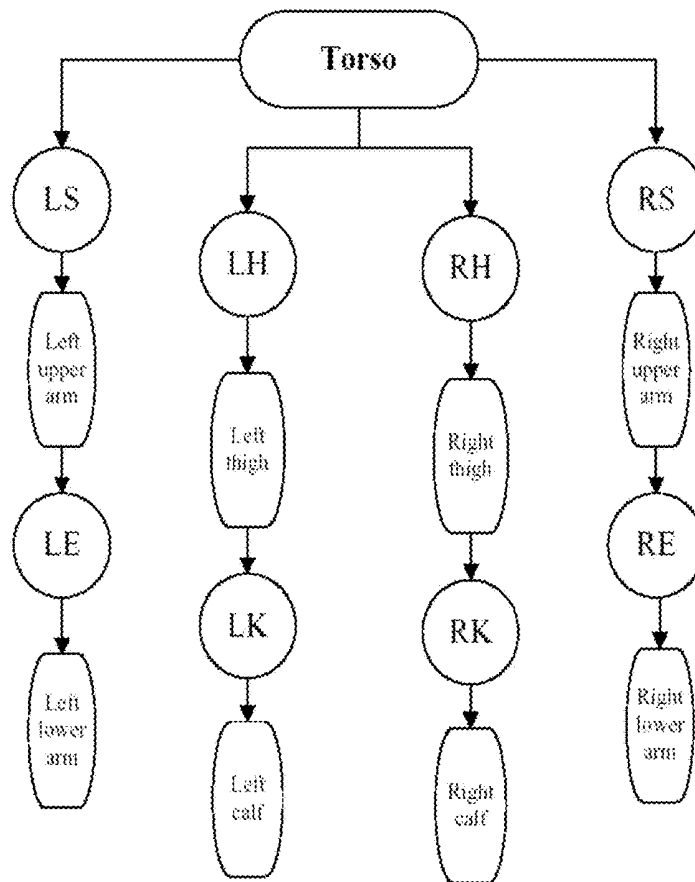 Torso
LS
RS
LH
RH
Left
upper
arm
Right
upper
arm
Left
thigh
Right
thigh
LE
RE
LK
RK
Left
lower
arm
Right
lower
arm
Left
calf
Right
calf